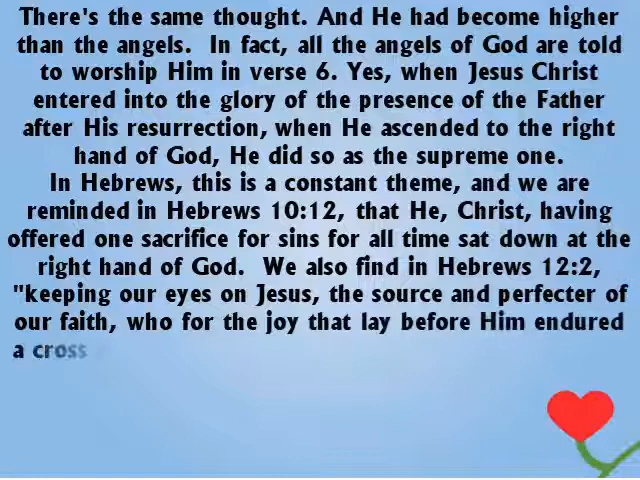 There's the same thought. And He had become higher
than the angels.  In fact, all the angels of God are told
to worship Him in verse 6. Yes, when Jesus Christ
entered into the glory of the presence of the Father
after His resurrection, when He ascended to the right
hand of God, He did so as the supreme one.
In Hebrews, this is a constant theme, and we are
reminded in Hebrews 10:12, that He, Christ, having
offered one sacrifice for sins for all time sat down at the
right hand of God.  We also find in Hebrews 12:2,
"keeping our eyes on Jesus, the source and perfecter of
our faith, who for the joy that lay before Him endured
a cross